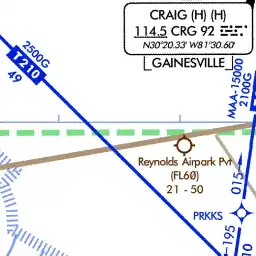 CRAIG (H) (H)
114.5 CRG 92
N30°20.33' W81°30.60'
GAINESVILLE
2500G
T210
49
MAA-15000
2100G
Reynolds Airpark Pvt
(FL60)
21 - 50
015
PRKKS
195
10